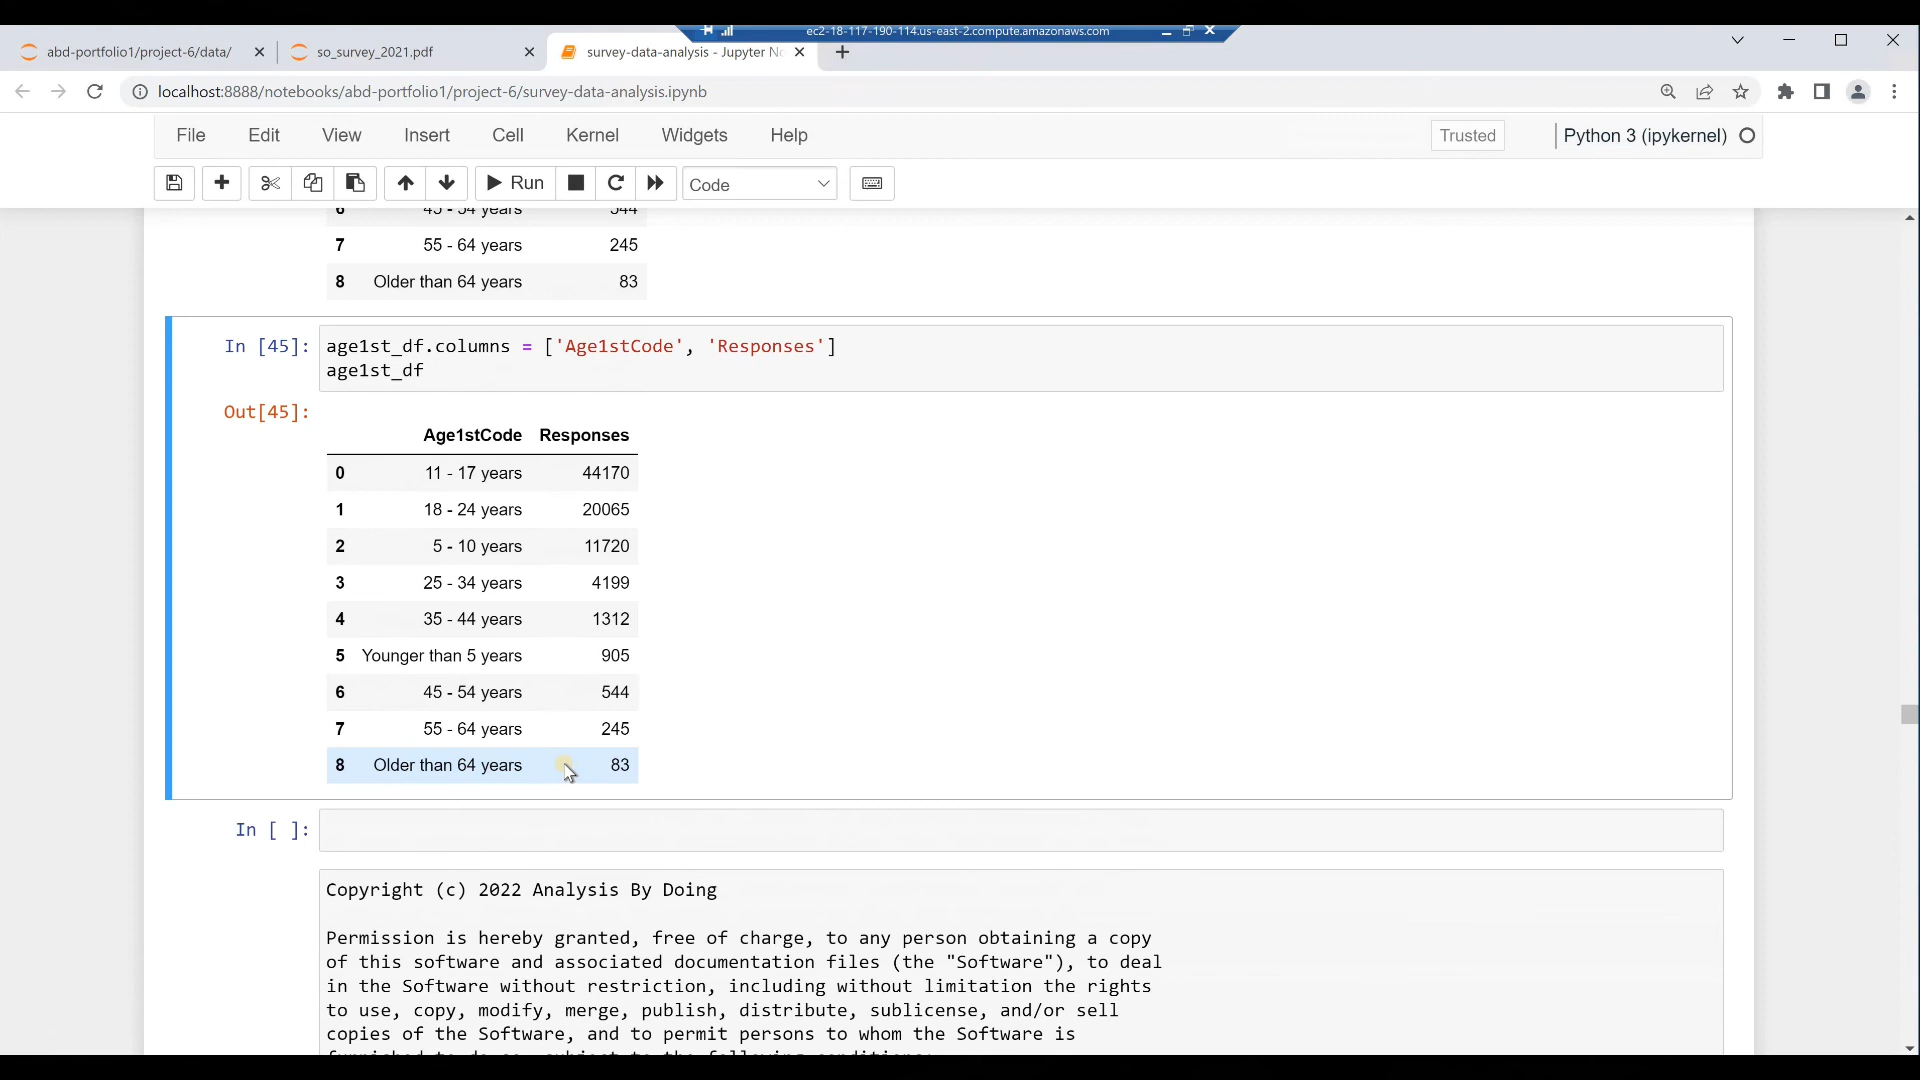 ec2-18-117-190-114.us-east-2.compute.amazonaws.com
abd-portfolio1/project-6/data/
so_survey_2021.pdf
survey-data-analysis - Jupyter No
localhost:8888/notebooks/abd-portfolio1/project-6/survey-data-analysis.ipynb
File Edit View Insert Cell Kernel Widgets Help Trusted Python 3 (ipykernel)
Run Code
6 45 - 54 years 544
7 55 - 64 years 245
8 Older than 64 years 83
In [45]: age1st_df.columns = ['Age1stCode', 'Responses']
age1st_df
Out[45]:
Age1stCode Responses
0 11 - 17 years 44170
1 18 - 24 years 20065
2 5 - 10 years 11720
3 25 - 34 years 4199
4 35 - 44 years 1312
5 Younger than 5 years 905
6 45 - 54 years 544
7 55 - 64 years 245
8 Older than 64 years 83
In [ ]:
Copyright (c) 2022 Analysis By Doing
Permission is hereby granted, free of charge, to any person obtaining a copy
of this software and associated documentation files (the "Software"), to deal
in the Software without restriction, including without limitation the rights
to use, copy, modify, merge, publish, distribute, sublicense, and/or sell
copies of the Software, and to permit persons to whom the Software is